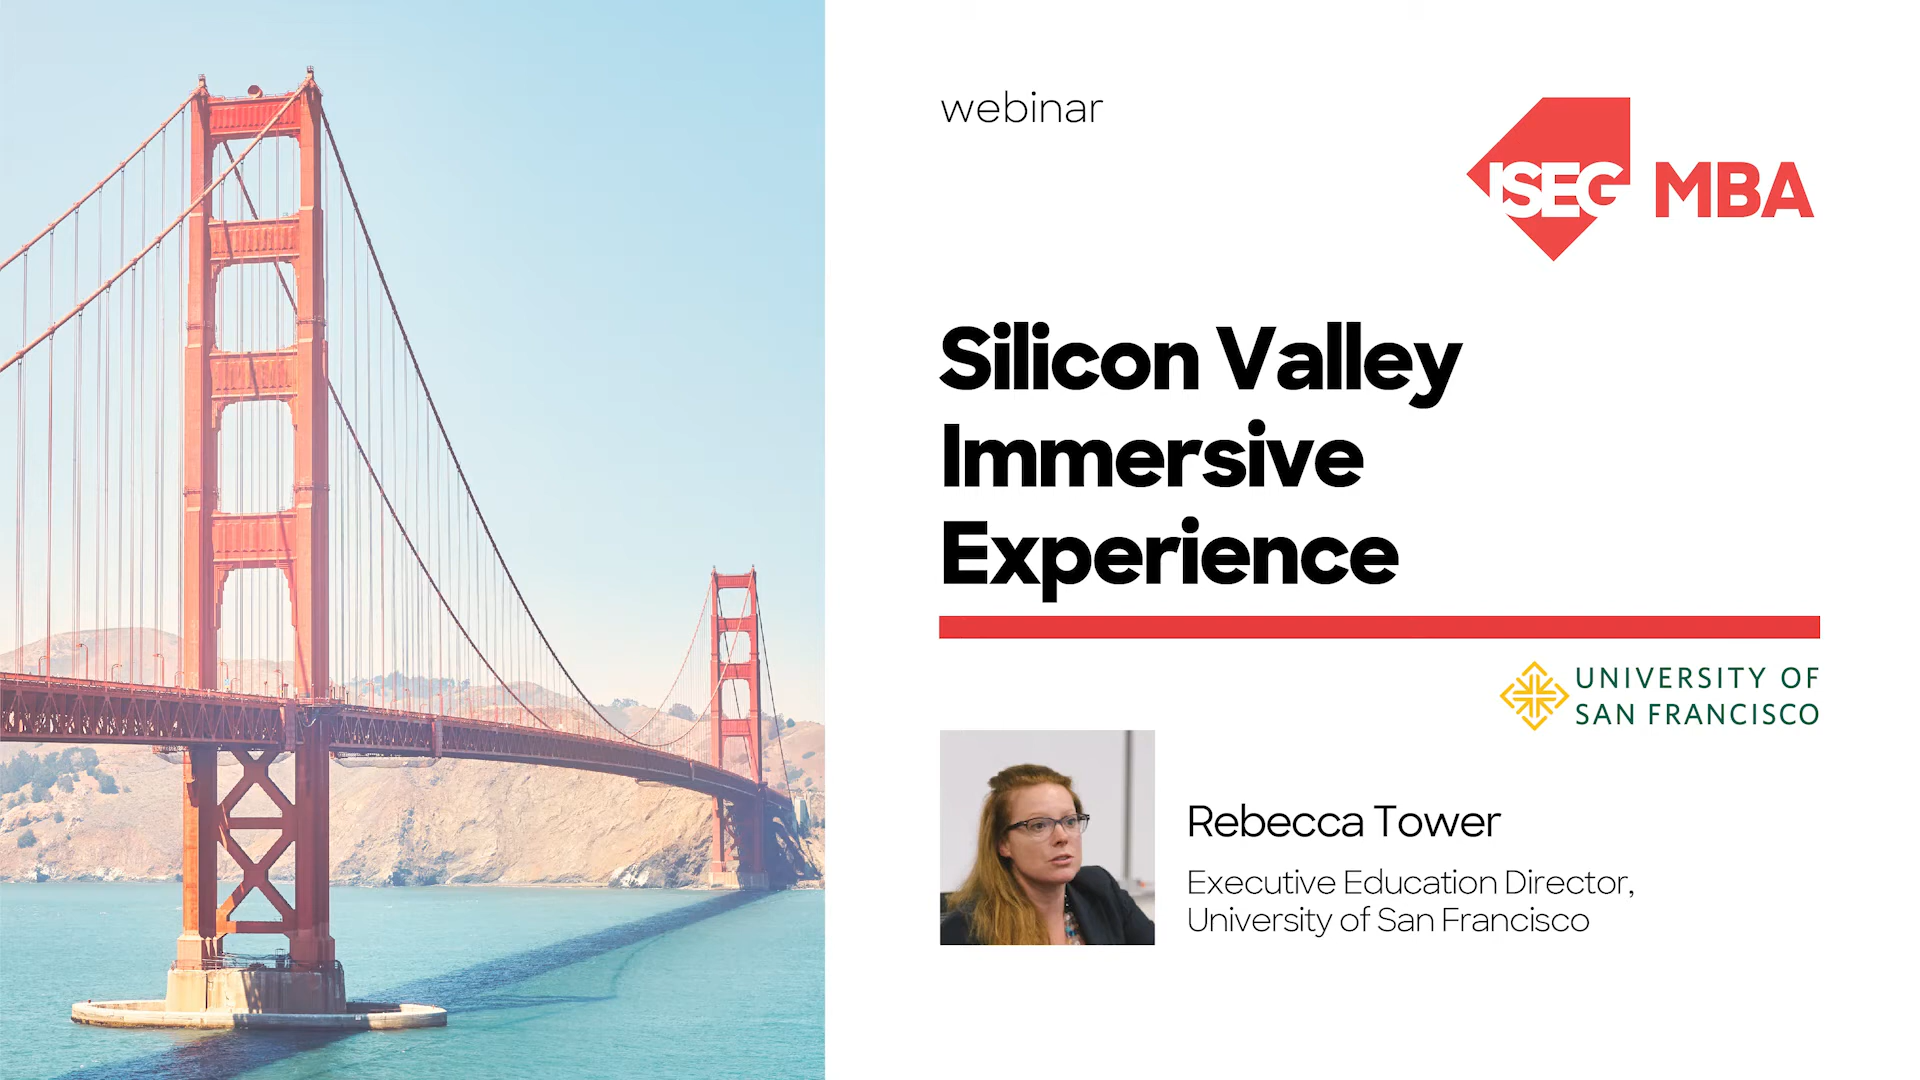 webinar
ISEG MBA
Silicon Valley
Immersive
Experience
UNIVERSITY OF
SAN FRANCISCO
Rebecca Tower
Executive Education Director,
University of San Francisco